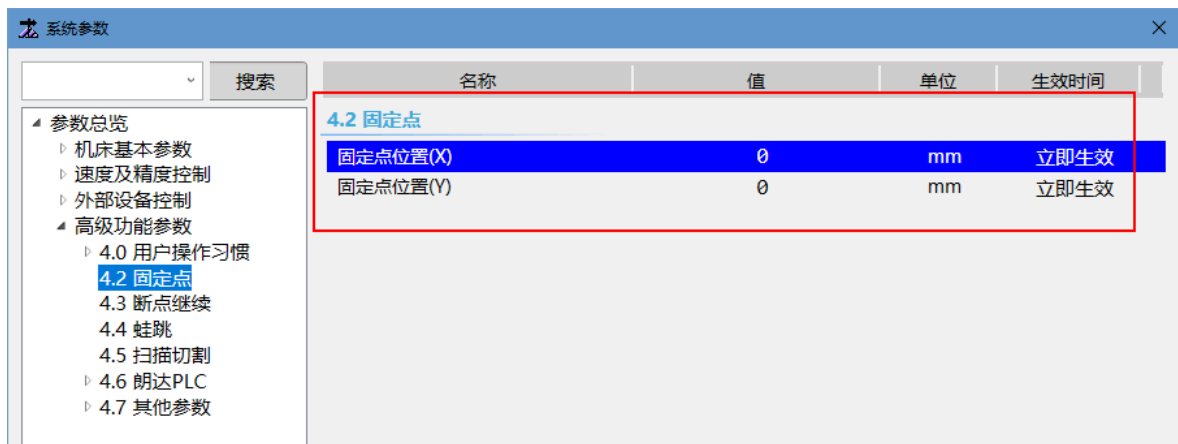 系统参数
搜索
名称 值 单位 生效时间
参数总览
机床基本参数
速度及精度控制
外部设备控制
高级功能参数
4.0 用户操作习惯
4.2 固定点
4.3 断点继续
4.4 蛙跳
4.5 扫描切割
4.6 朗达PLC
4.7 其他参数
4.2 固定点
固定点位置(X) 0 mm 立即生效
固定点位置(Y) 0 mm 立即生效